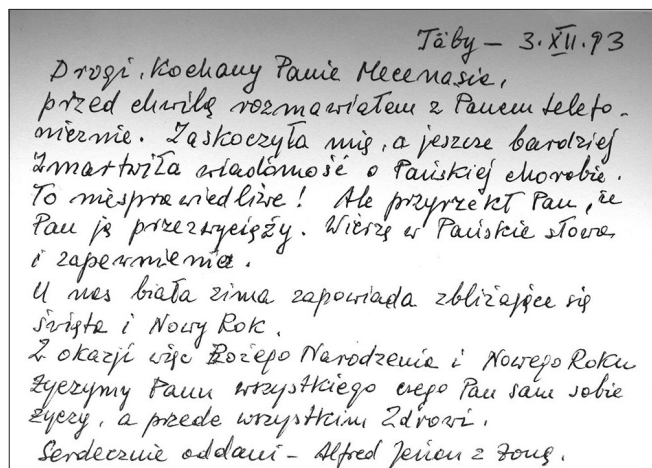 Täby – 3.XII.93
Drogi, Kochany Panie Mecenasie,
przed chwilą rozmawiałem z Panem telefo-
nicznie. Zaskoczyła mię, a jeszcze bardziej
zmartwiła wiadomość o Pańskiej chorobie.
To niesprawiedliwe! Ale przyrzekł Pan, że
Pan ją przezwycięży. Wierzę w Pańskie słowa
i zapewnienia.
U nas biała zima zapowiada zbliżające się
święta i Nowy Rok.
Z okazji więc Bożego Narodzenia i Nowego Roku
życzymy Panu wszystkiego czego Pan sam sobie
życzy, a przede wszystkim Zdrowi.
Serdecznie oddani – Alfred z żoną.